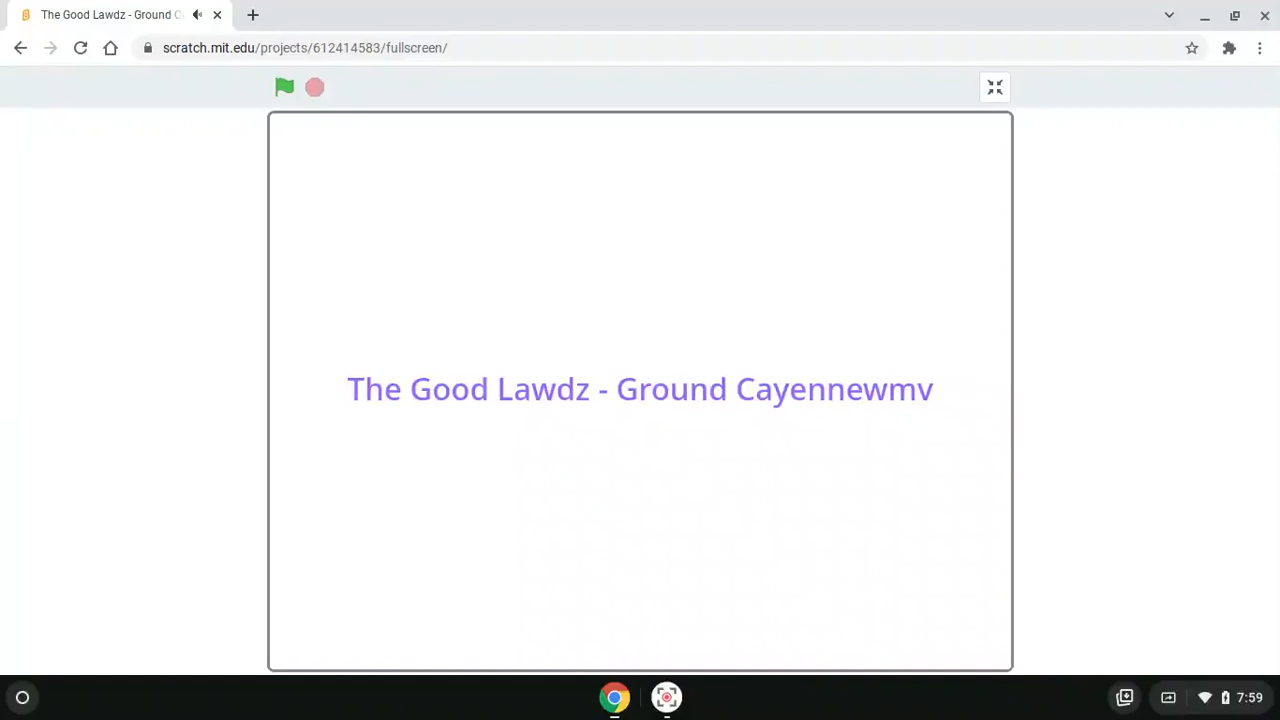 The Good Lawdz - Ground C
scratch.mit.edu/projects/612414583/fullscreen/
The Good Lawdz - Ground Cayennewmv
7:59